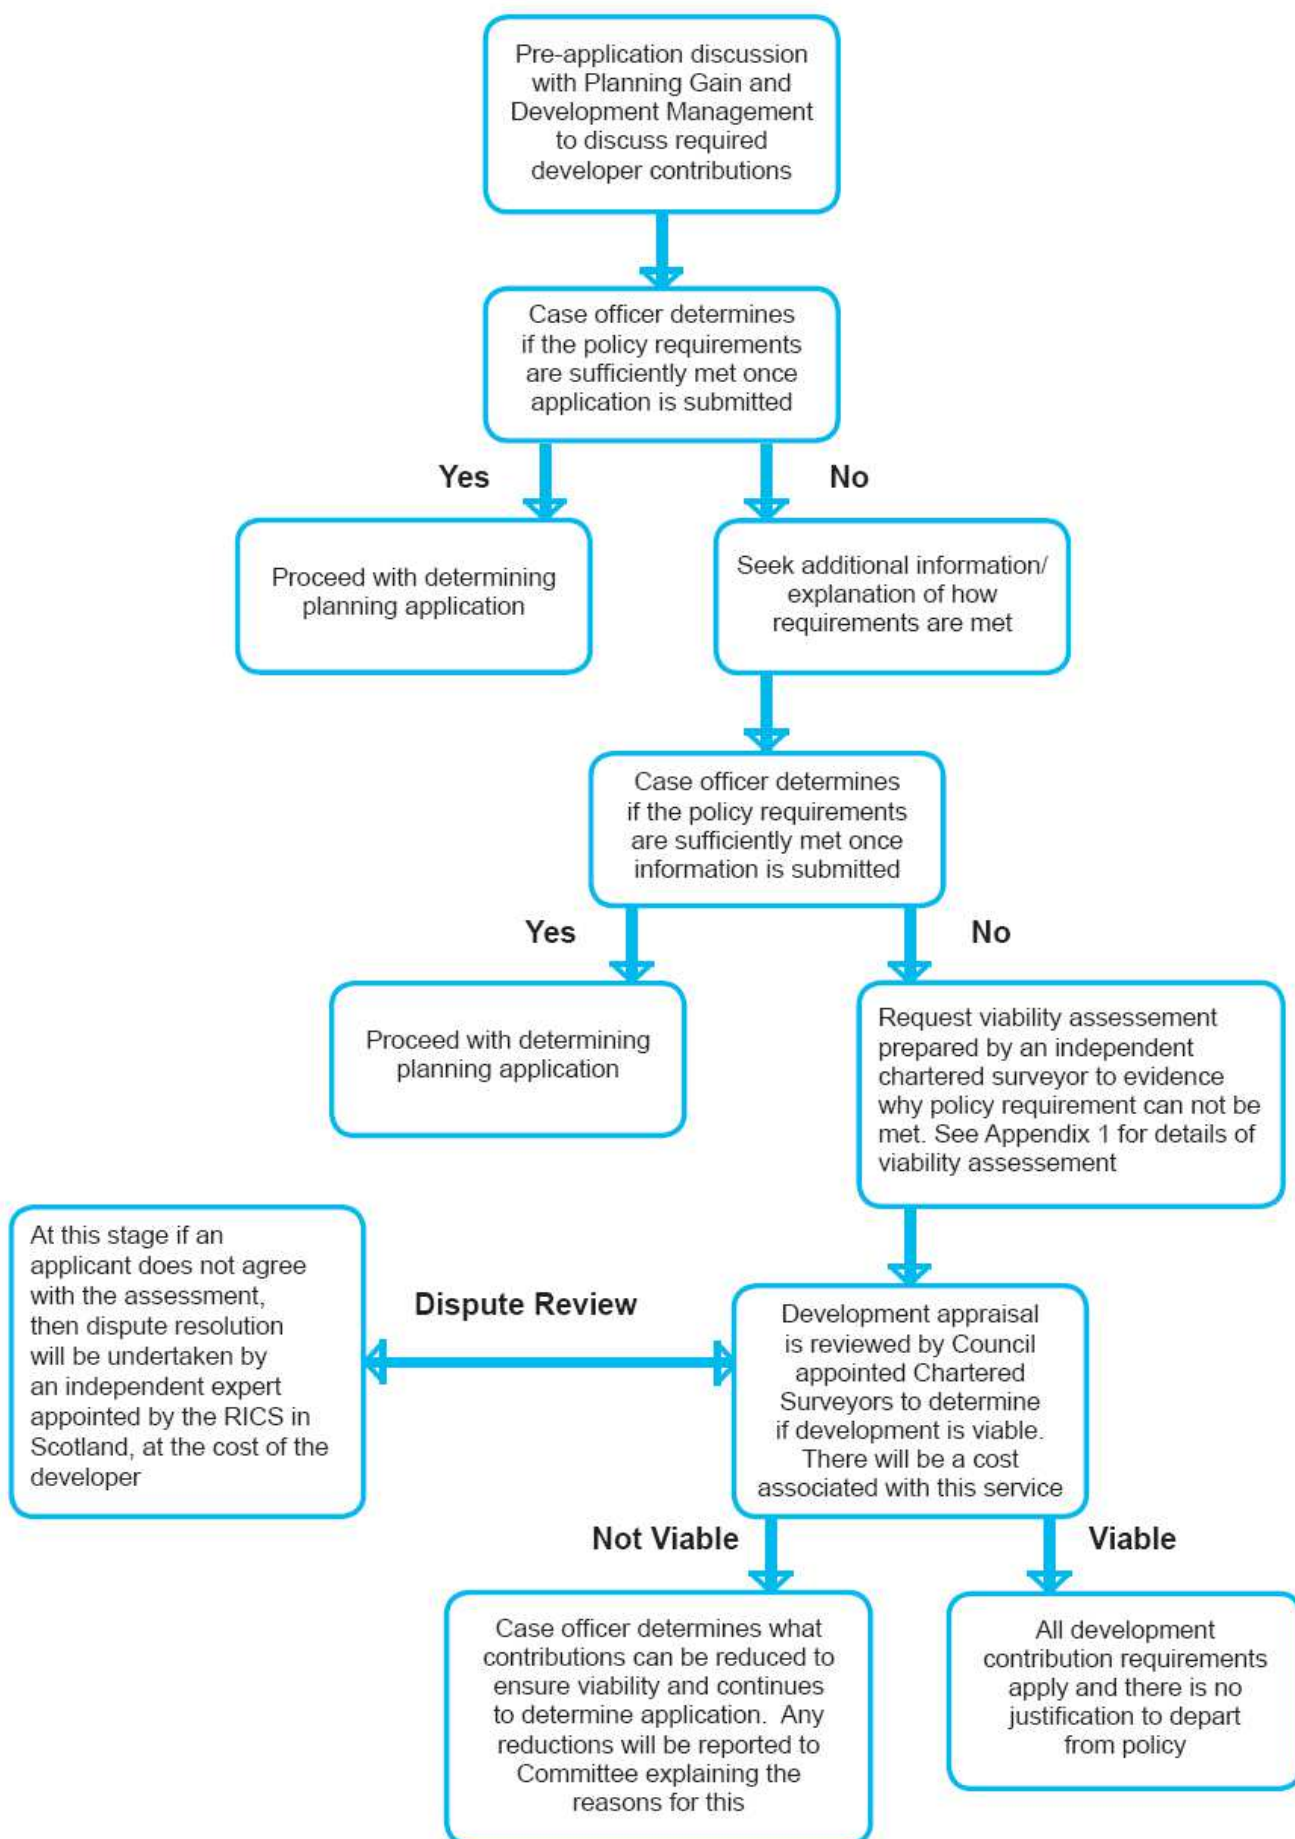 Pre-application discussion
with Planning Gain and
Development Management
to discuss required
developer contributions
Case officer determines
if the policy requirements
are sufficiently met once
application is submitted
Yes
No
Proceed with determining
planning application
Seek additional information/
explanation of how
requirements are met
Case officer determines
if the policy requirements
are sufficiently met once
information is submitted
Yes
No
Proceed with determining
planning application
Request viability assessement
prepared by an independent
chartered surveyor to evidence
why policy requirement can not be
met. See Appendix 1 for details of
viability assessement
At this stage if an
applicant does not agree
with the assessment,
then dispute resolution
will be undertaken by
an independent expert
appointed by the RICS in
Scotland, at the cost of the
developer
Dispute Review
Development appraisal
is reviewed by Council
appointed Chartered
Surveyors to determine
if development is viable.
There will be a cost
associated with this service
Not Viable
Viable
Case officer determines what
contributions can be reduced to
ensure viability and continues
to determine application. Any
reductions will be reported to
Committee explaining the
reasons for this
All development
contribution requirements
apply and there is no
justification to depart
from policy